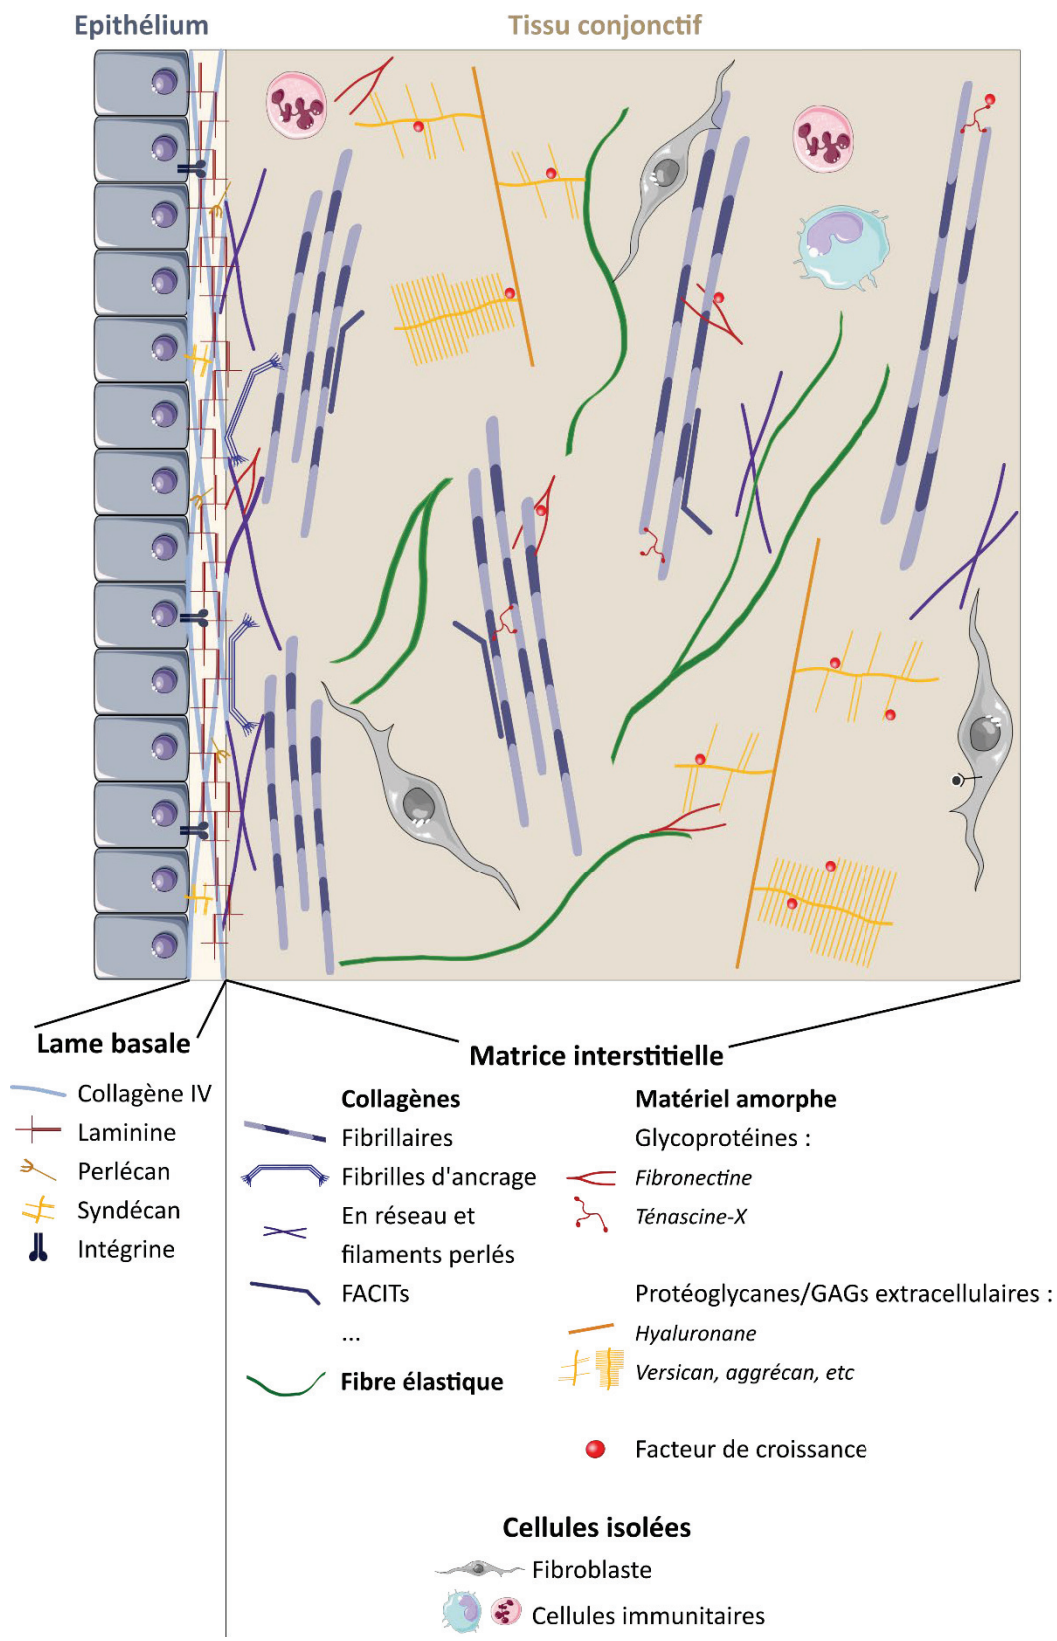 Epithélium
Tissu conjonctif
Lame basale
Collagène IV
Laminine
Perlécan
Syndécan
Intégrine
Matrice interstitielle
Collagènes
Fibrillaires
Fibrilles d'ancrage
En réseau et
filaments perlés
FACITs
...
Fibre élastique
Matériel amorphe
Glycoprotéines :
Fibronectine
Ténascine-X
Protéoglycanes/GAGs extracellulaires :
Hyaluronane
Versican, aggrécan, etc
Facteur de croissance
Cellules isolées
Fibroblaste
Cellules immunitaires